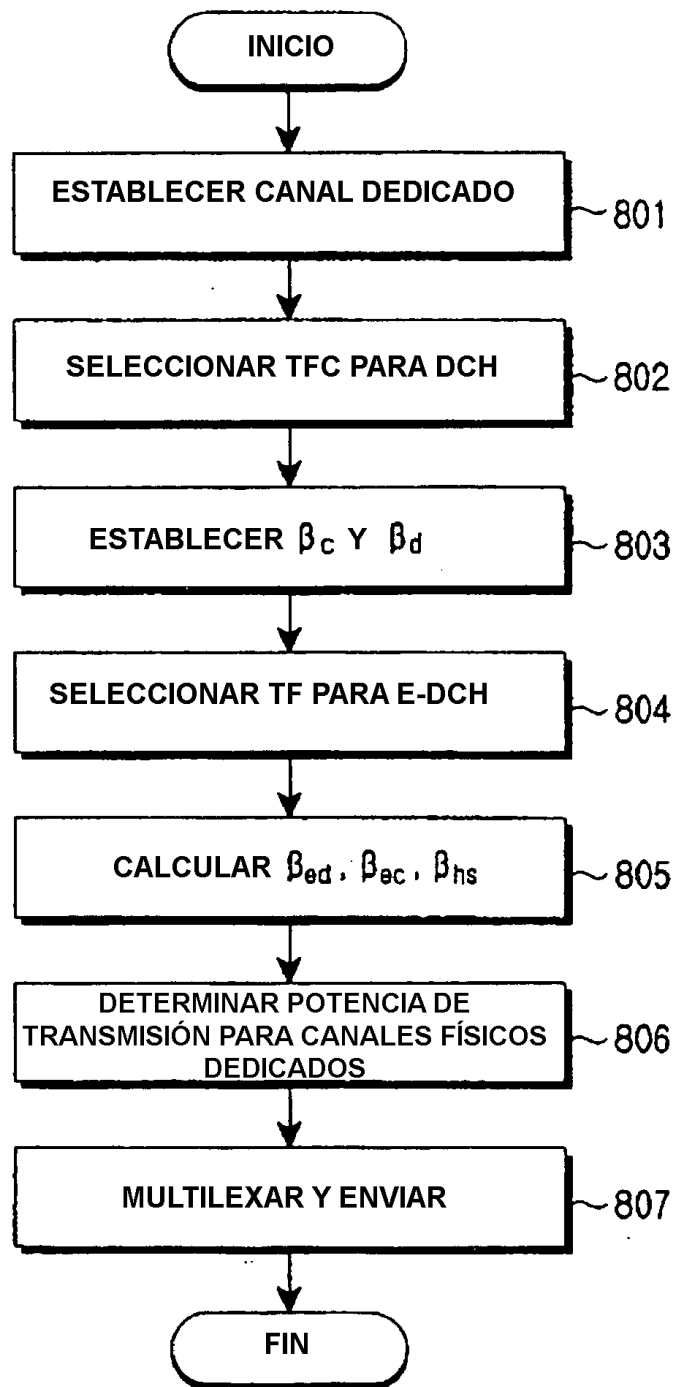 INICIO
ESTABLECER CANAL DEDICADO
801
SELECCIONAR TFC PARA DCH
802
ESTABLECER βc Y βd
803
SELECCIONAR TF PARA E-DCH
804
CALCULAR βed, βec, βhs
805
DETERMINAR POTENCIA DE
TRANSMISIÓN PARA CANALES FÍSICOS
DEDICADOS
806
MULTILEXAR Y ENVIAR
807
FIN